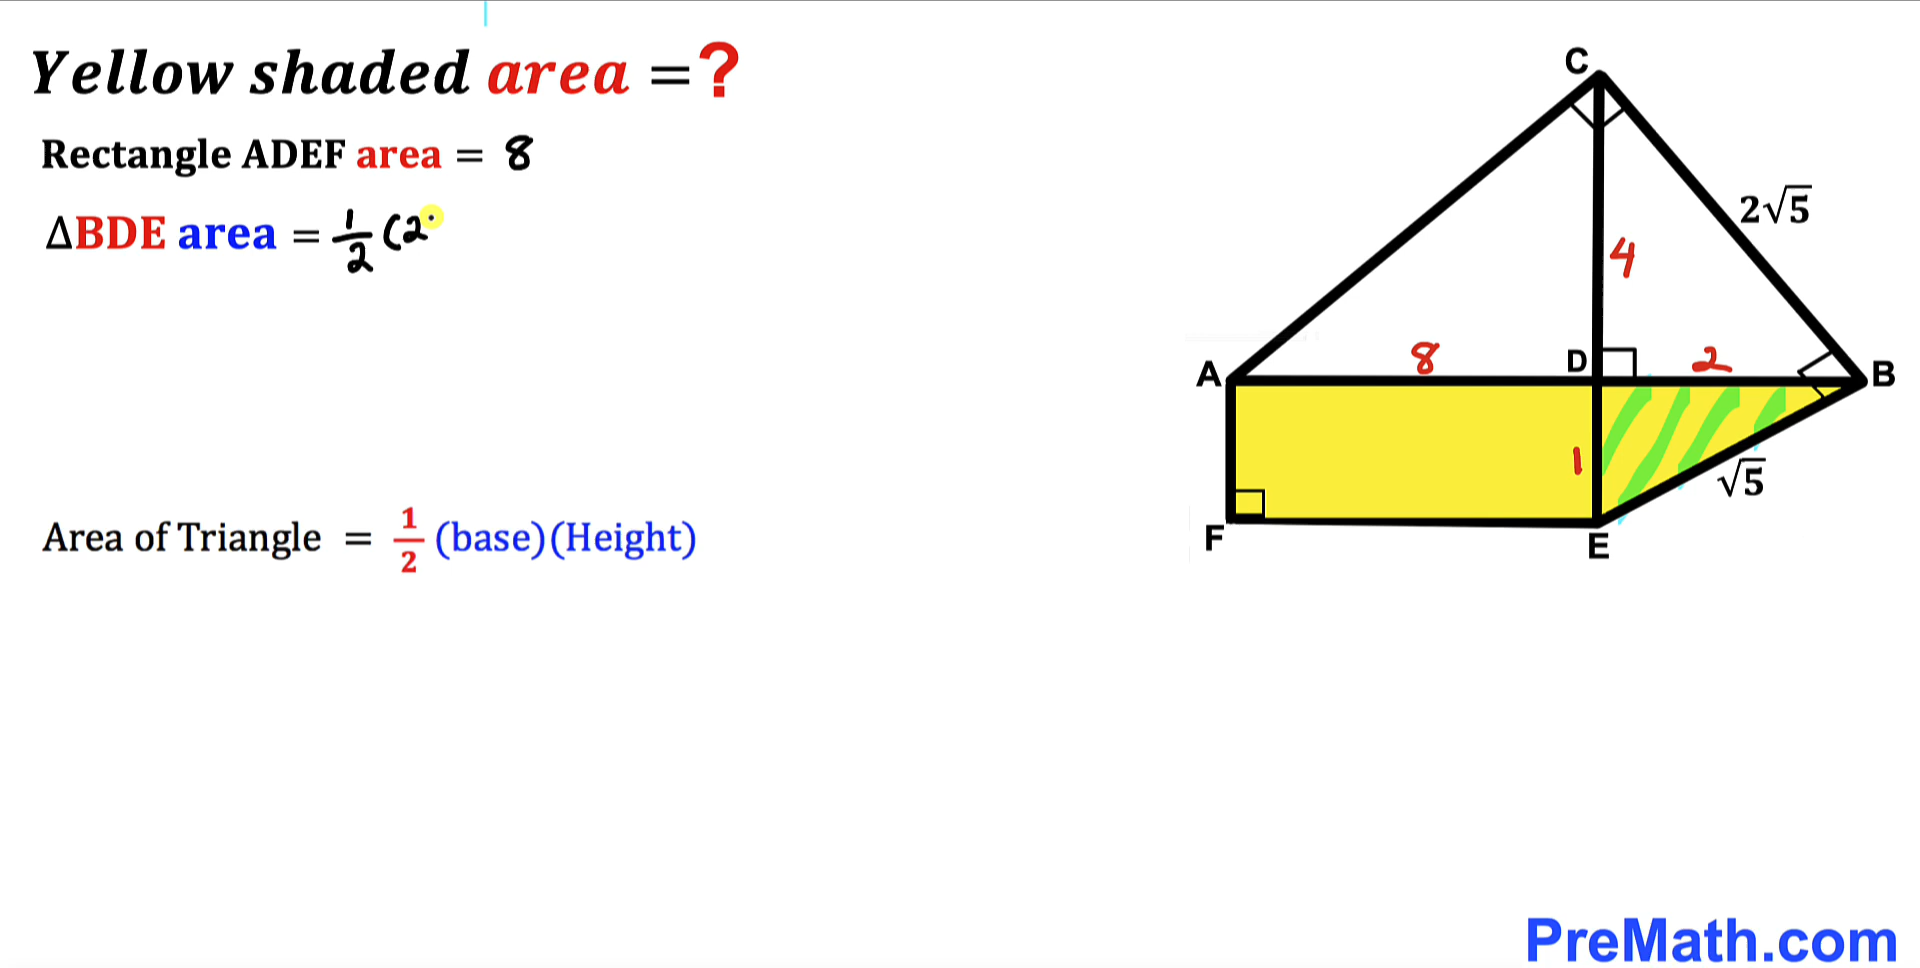 Yellow shaded area = ?
Rectangle ADEF area = 8
ΔBDE area = 1/2 (2
Area of Triangle = 1/2 (base)(Height)
C
2√5
4
A
8
D
2
B
1
√5
F
E
PreMath.com